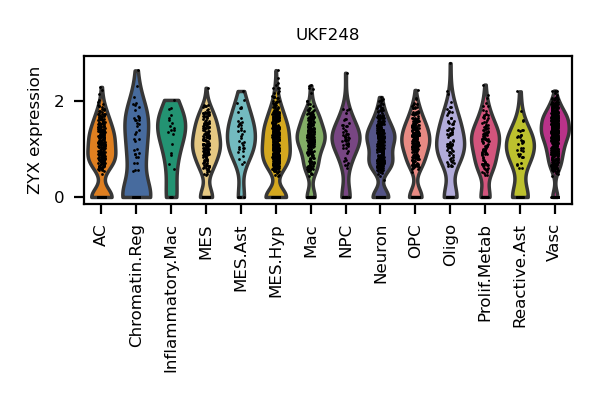 UKF248
ZYX expression
2
0
AC
Chromatin.Reg
Inflammatory.Mac
MES
MES.Ast
MES.Hyp
Mac
NPC
Neuron
OPC
Oligo
Prolif.Metab
Reactive.Ast
Vasc